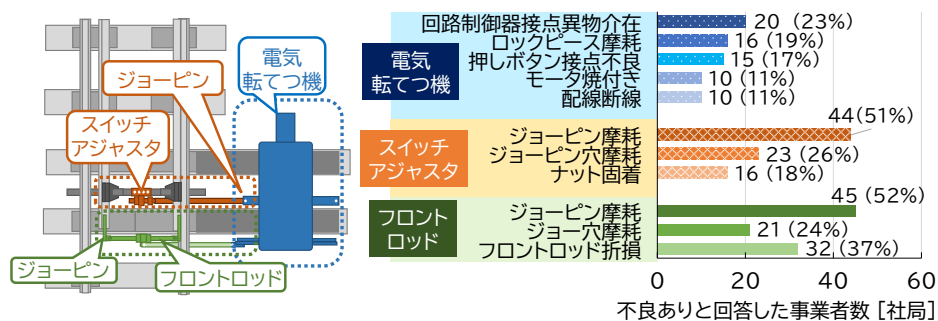 電気
転てつ機
ジョーピン
スイッチ
アジャスタ
ジョーピン
フロントロッド
電気
転てつ機
回路制御器接点異物介在
20 (23%)
ロックピース摩耗
16 (19%)
押しボタン接点不良
15 (17%)
モータ焼付き
10 (11%)
配線断線
10 (11%)
スイッチ
アジャスタ
ジョーピン摩耗
44(51%)
ジョーピン穴摩耗
23 (26%)
ナット固着
16 (18%)
フロント
ロッド
ジョーピン摩耗
45 (52%)
ジョー穴摩耗
21 (24%)
フロントロッド折損
32 (37%)
0 20 40 60
不良ありと回答した事業者数 [社局]